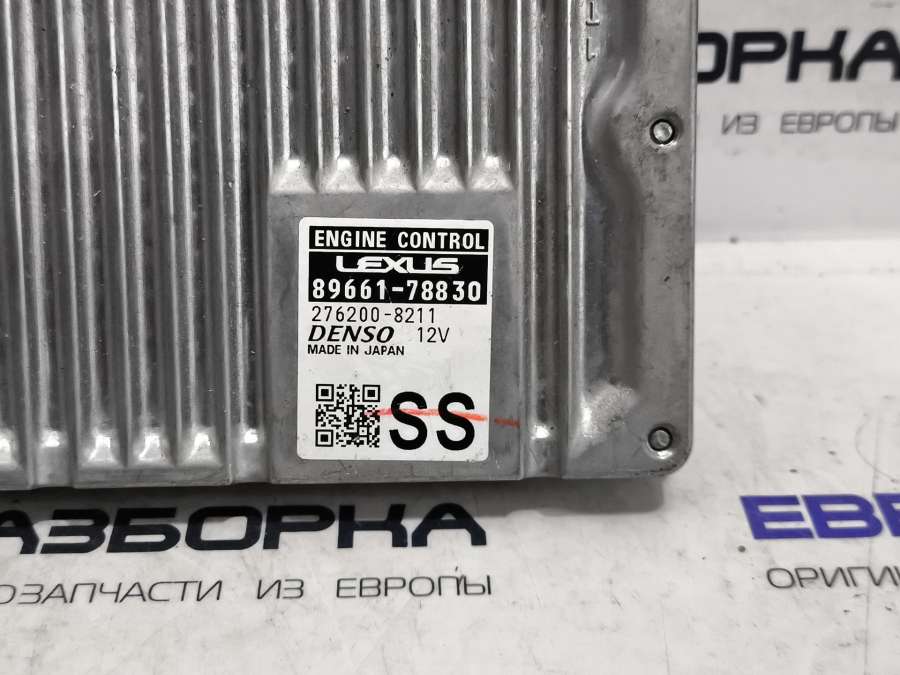 ОРКА
ИЗ ЕВРОПЫ
ENGINE CONTROL
LEXUS
89661-78830
276200-8211
DENSO 12V
MADE IN JAPAN
SS
АЗБОРКА
ОЗАПЧАСТИ ИЗ ЕВРОПЫ
ЕВР
ОРИГИ